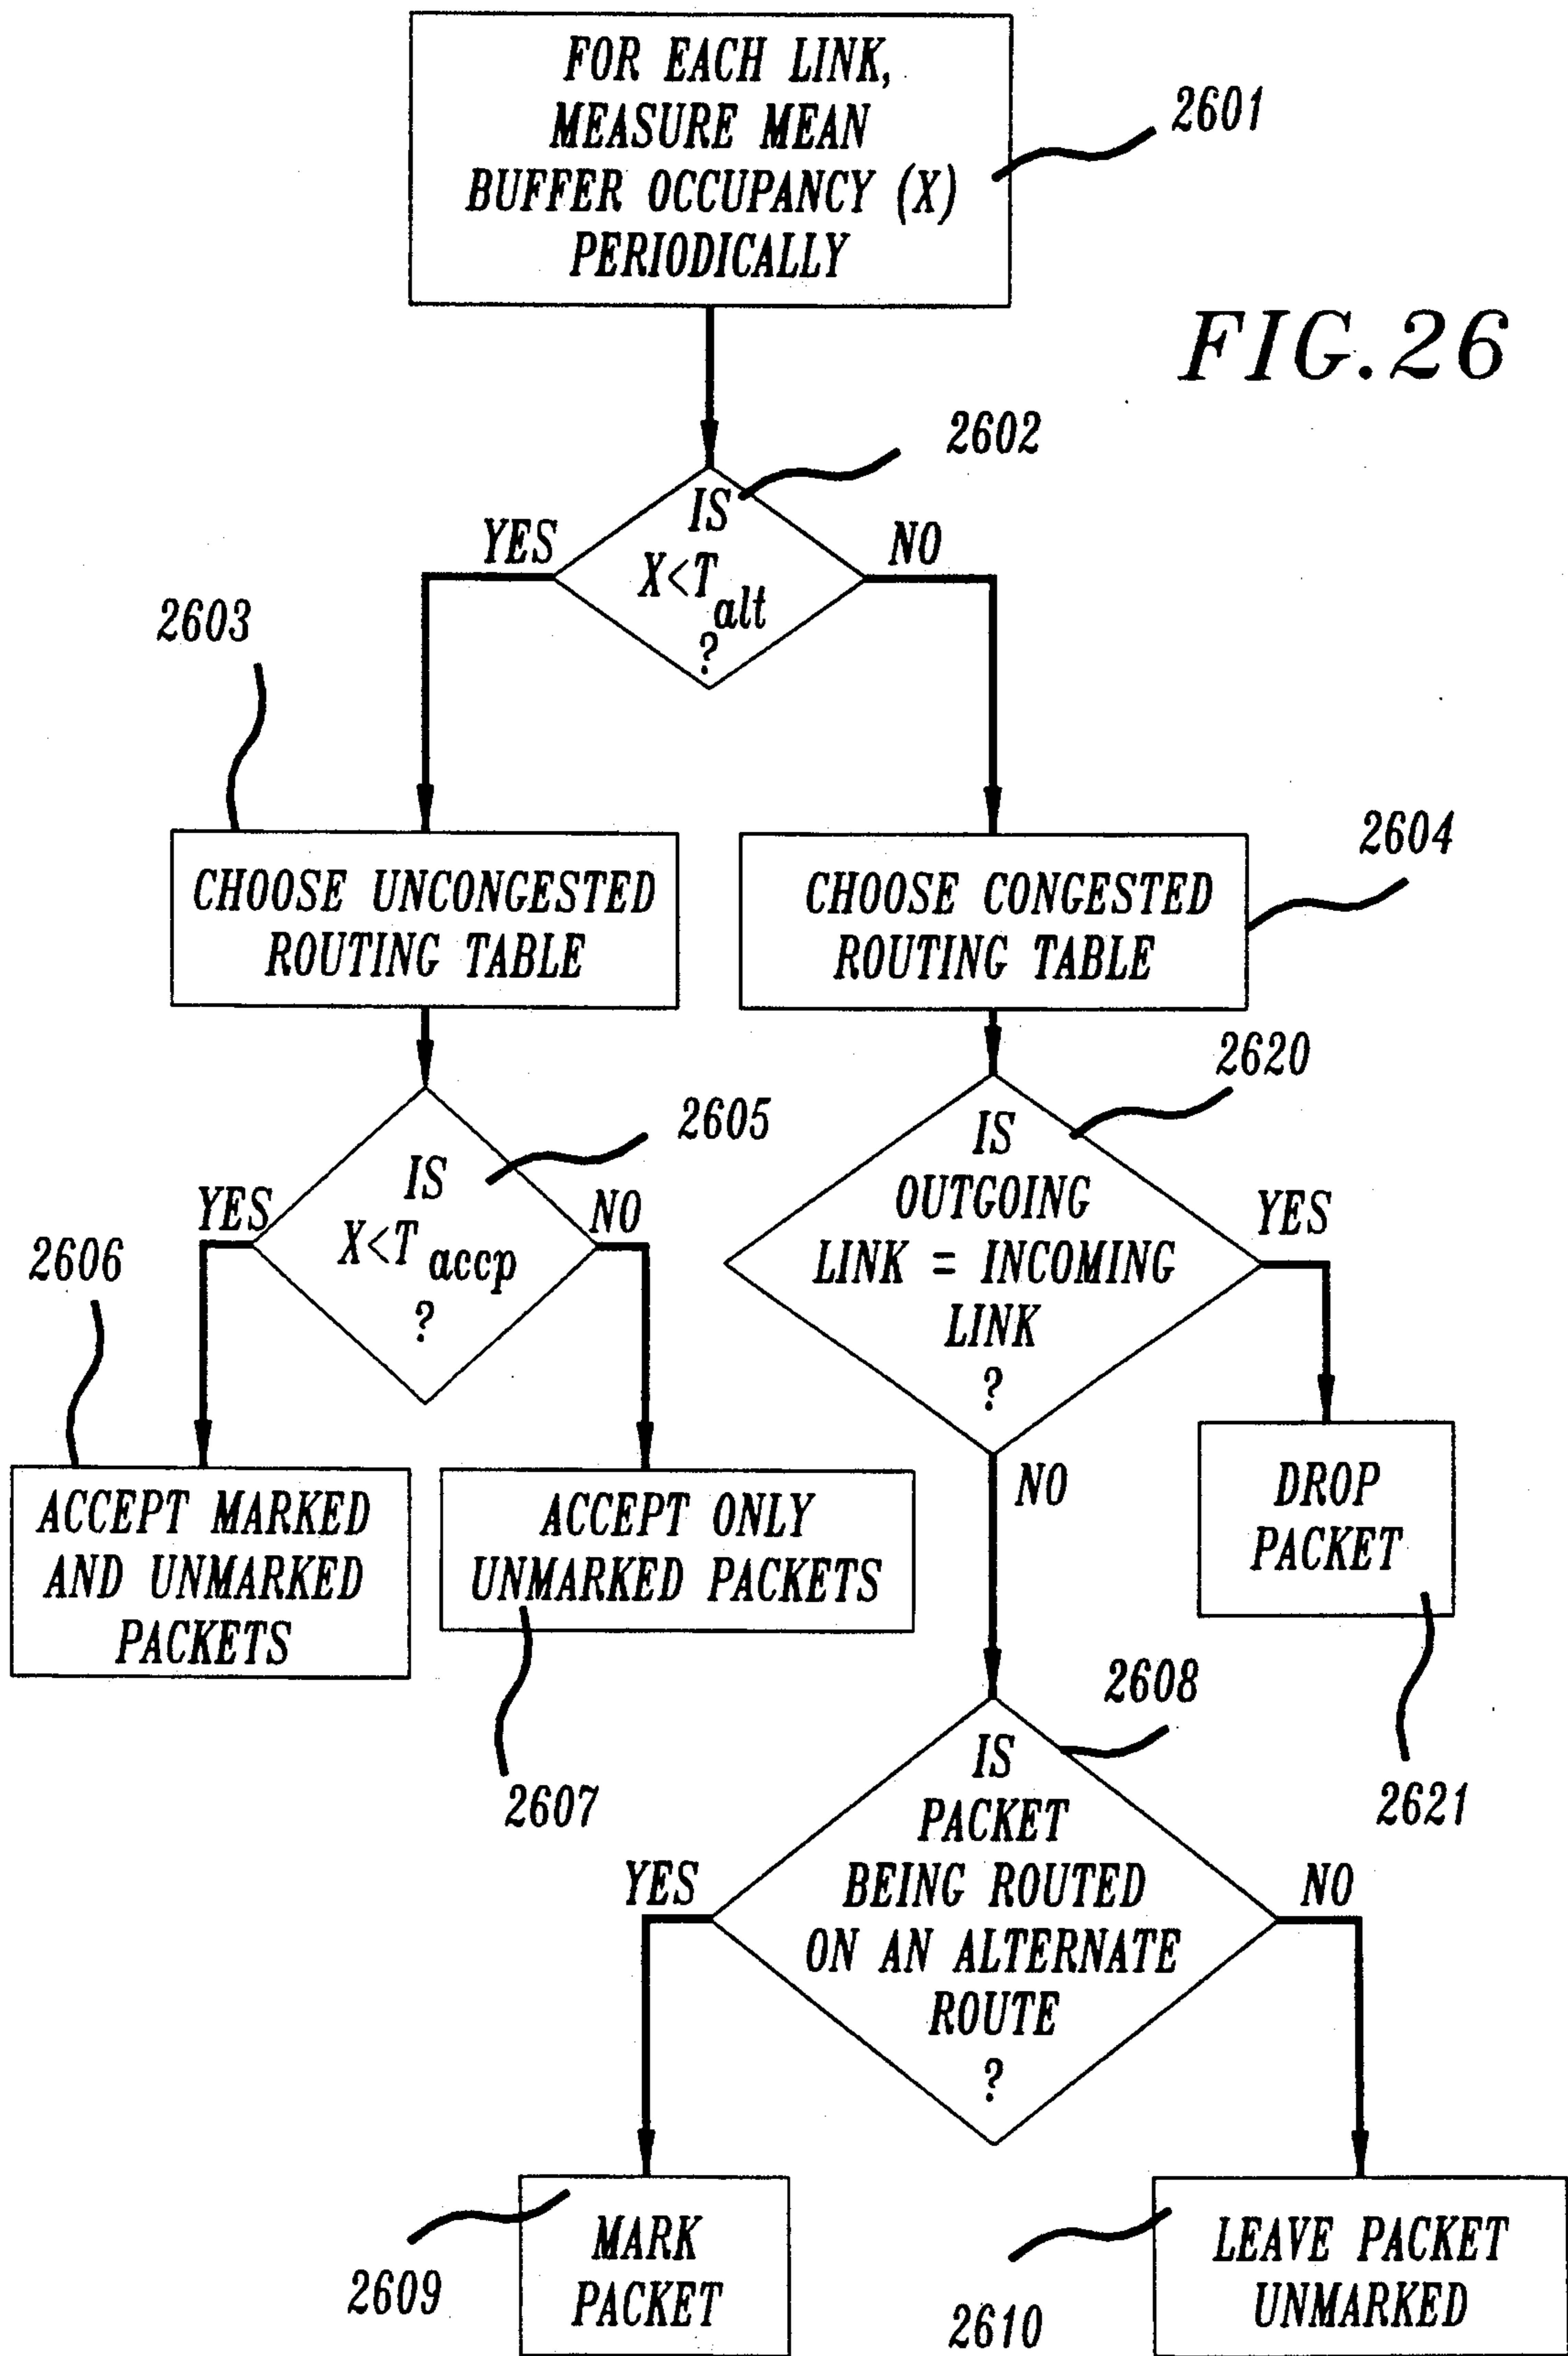 FOR EACH LINK,
MEASURE MEAN
BUFFER OCCUPANCY (X)
PERIODICALLY
2601
FIG.26
2602
IS
X<T alt
?
YES
NO
2603
CHOOSE UNCONGESTED
ROUTING TABLE
2604
CHOOSE CONGESTED
ROUTING TABLE
2605
IS
X<T accp
?
YES
NO
2620
IS
OUTGOING
LINK = INCOMING
LINK
?
YES
NO
2606
ACCEPT MARKED
AND UNMARKED
PACKETS
ACCEPT ONLY
UNMARKED PACKETS
2607
DROP
PACKET
2621
2608
IS
PACKET
BEING ROUTED
ON AN ALTERNATE
ROUTE
?
YES
NO
MARK
PACKET
2609
LEAVE PACKET
UNMARKED
2610